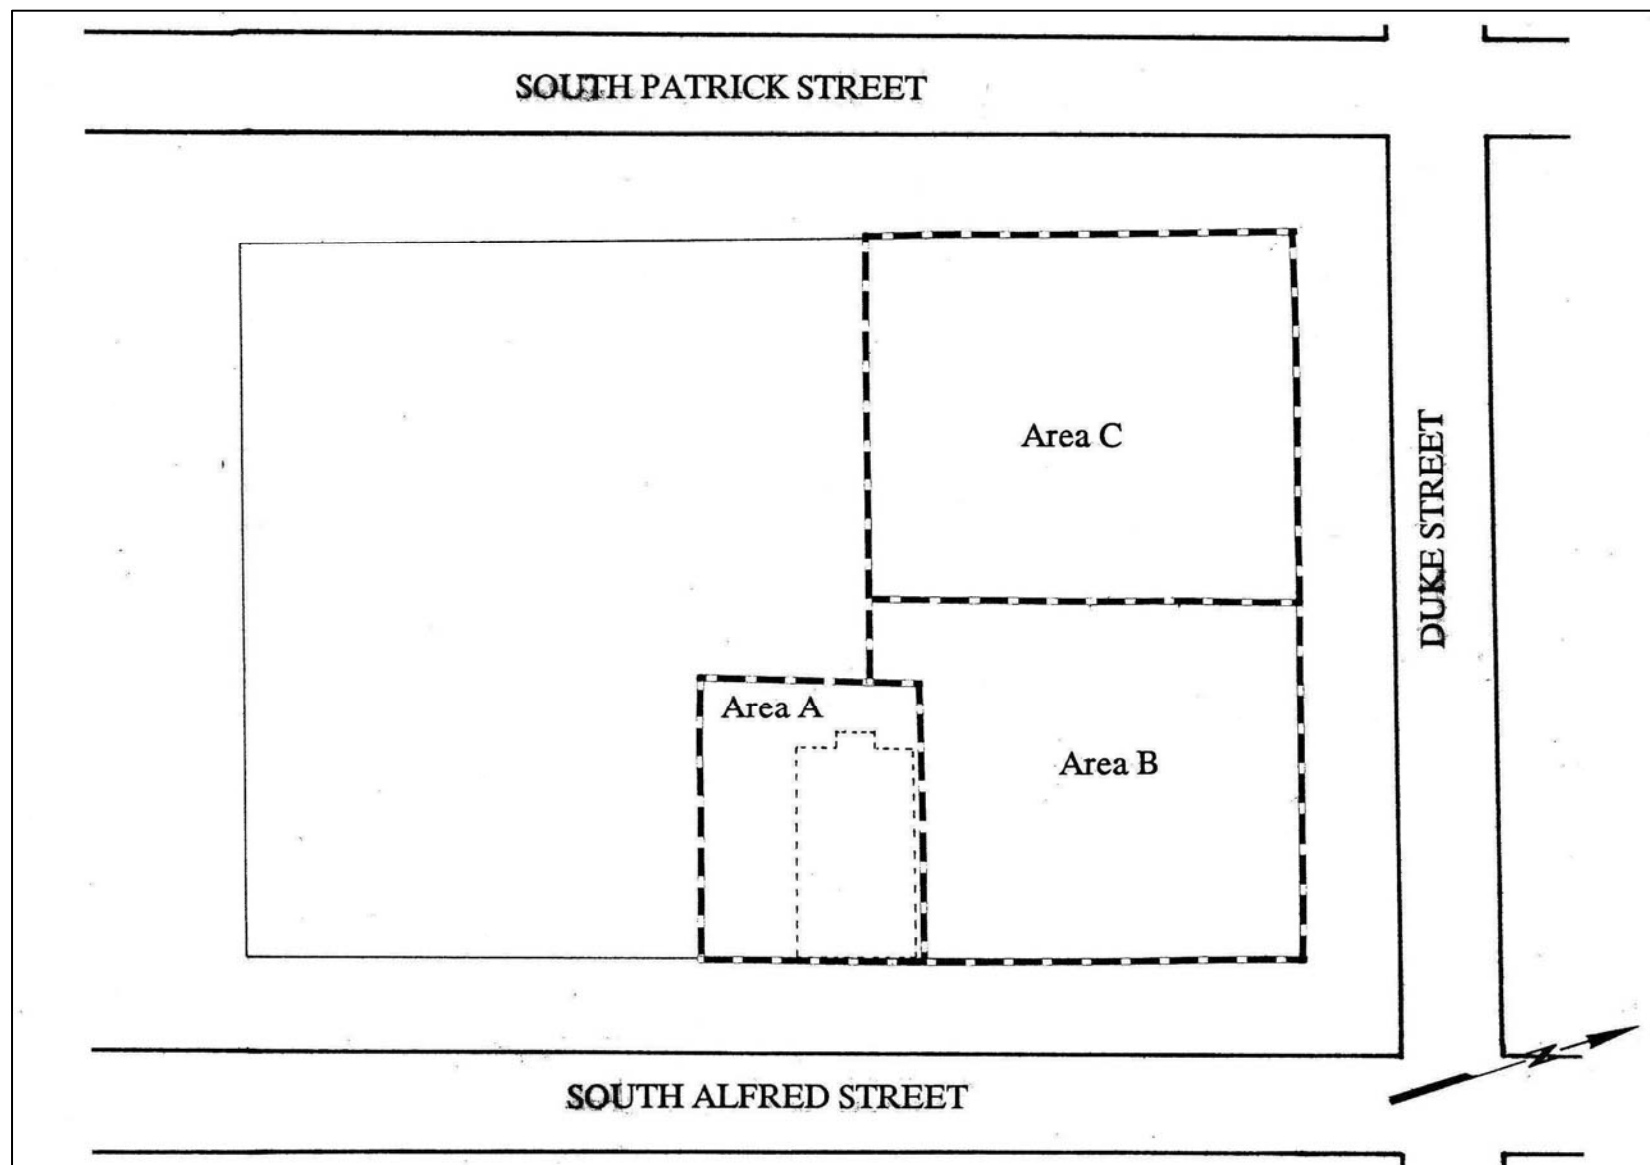 SOUTH PATRICK STREET
Area C
DUKE STREET
Area A
Area B
SOUTH ALFRED STREET
N